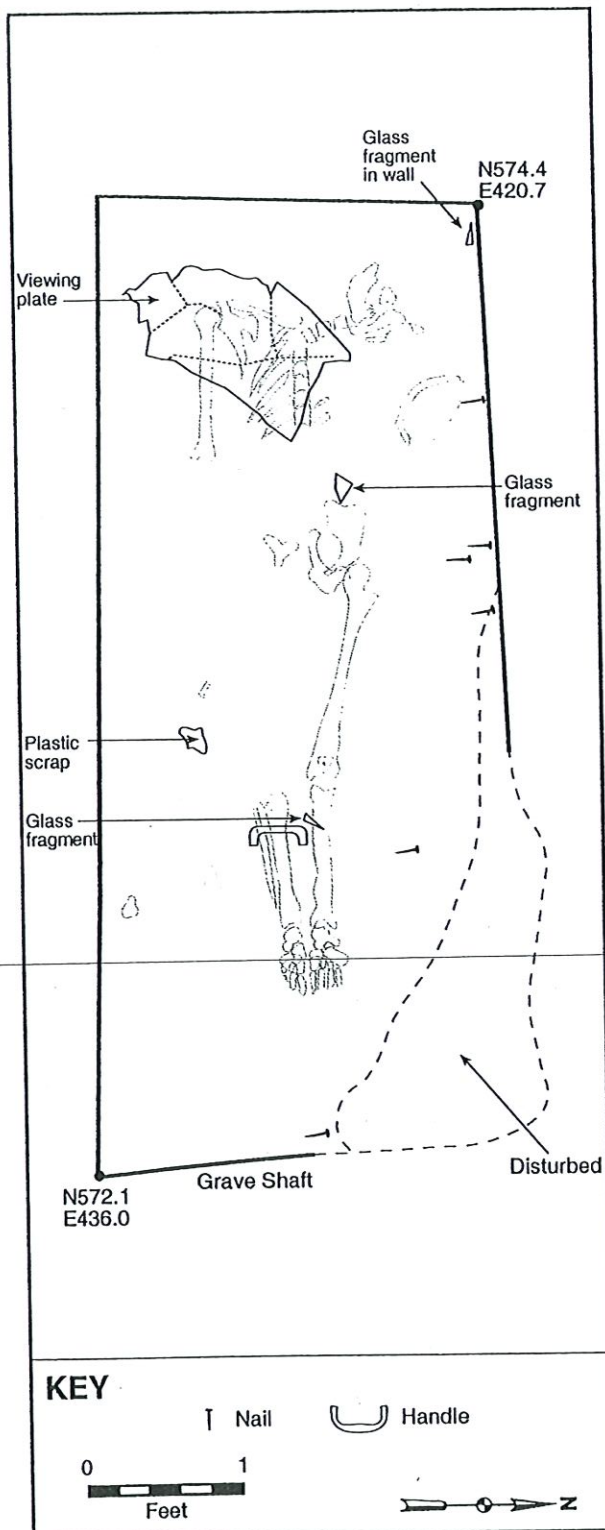 Glass
fragment
in wall
N574.4
E420.7
Viewing
plate
Glass
fragment
Plastic
scrap
Glass
fragment
Disturbed
Grave Shaft
N572.1
E436.0
KEY
Nail
Handle
0 1
Feet
N